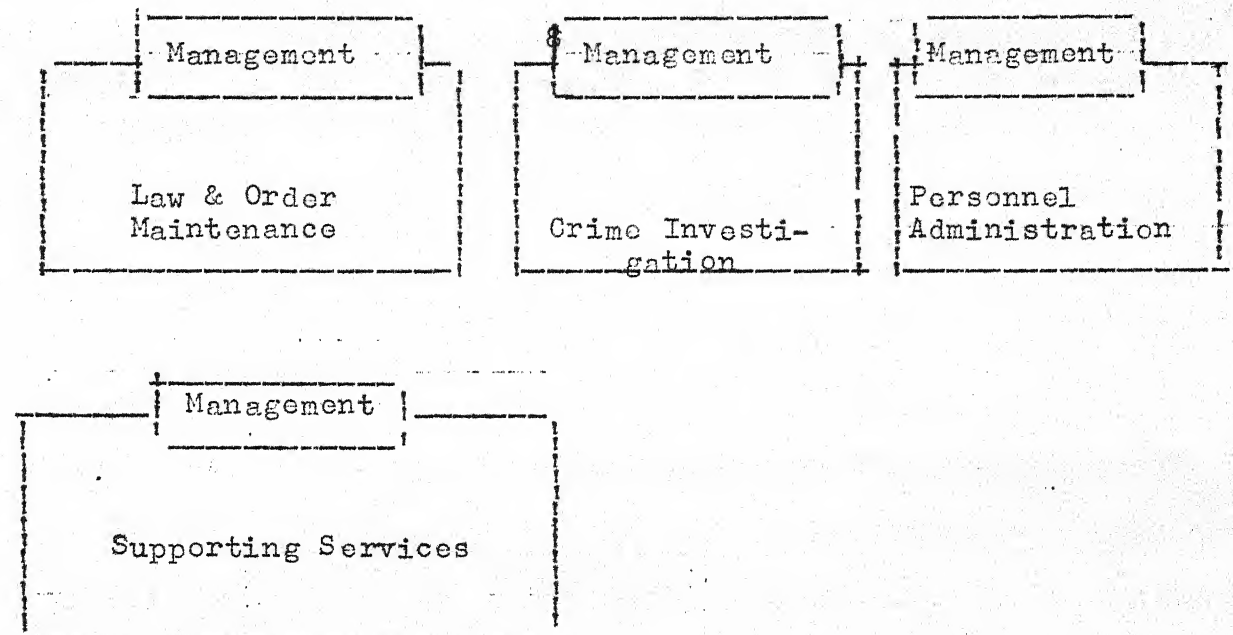 Management
Management
Management
Law & Order
Maintenance
Crime Investi-
gation
Personnel
Administration
Management
Supporting Services